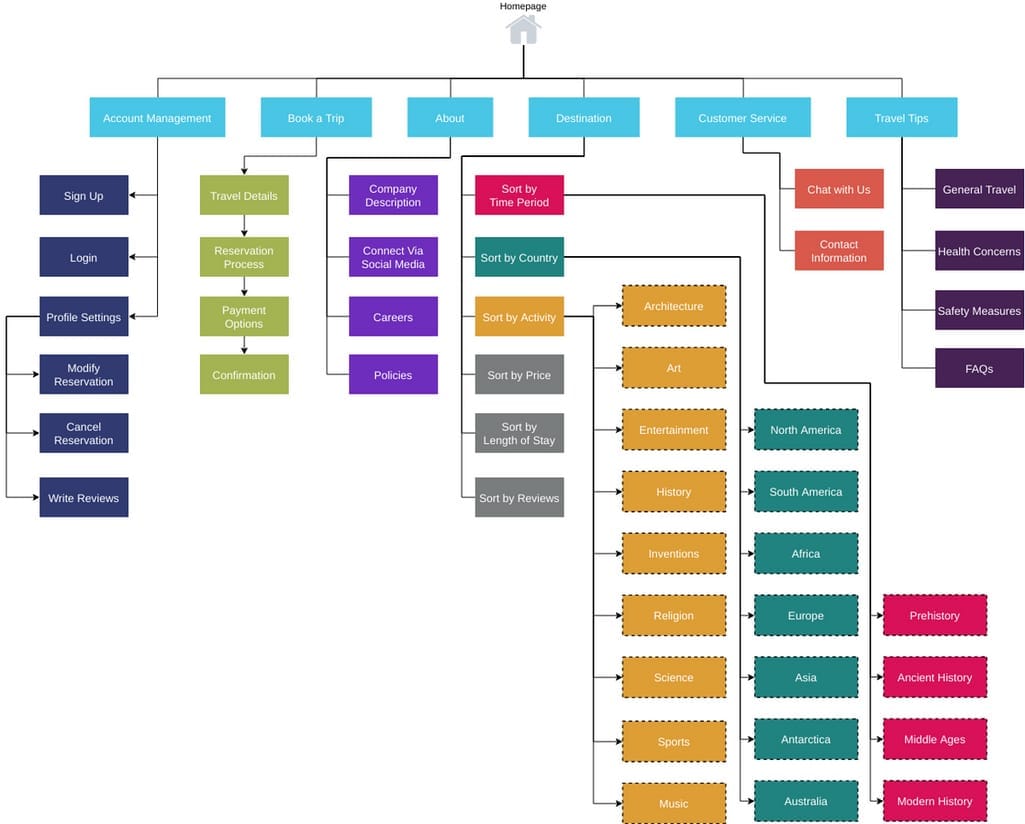 Homepage
Account Management
Book a Trip
About
Destination
Customer Service
Travel Tips
Sign Up
Login
Profile Settings
Modify
Reservation
Cancel
Reservation
Write Reviews
Travel Details
Reservation
Process
Payment
Options
Confirmation
Company
Description
Connect Via
Social Media
Careers
Policies
Sort by
Time Period
Sort by Country
Sort by Activity
Sort by Price
Sort by
Length of Stay
Sort by Reviews
Architecture
Art
Entertainment
History
Inventions
Religion
Science
Sports
Music
North America
South America
Africa
Europe
Asia
Antarctica
Australia
Prehistory
Ancient History
Middle Ages
Modern History
Chat with Us
Contact
Information
General Travel
Health Concerns
Safety Measures
FAQs